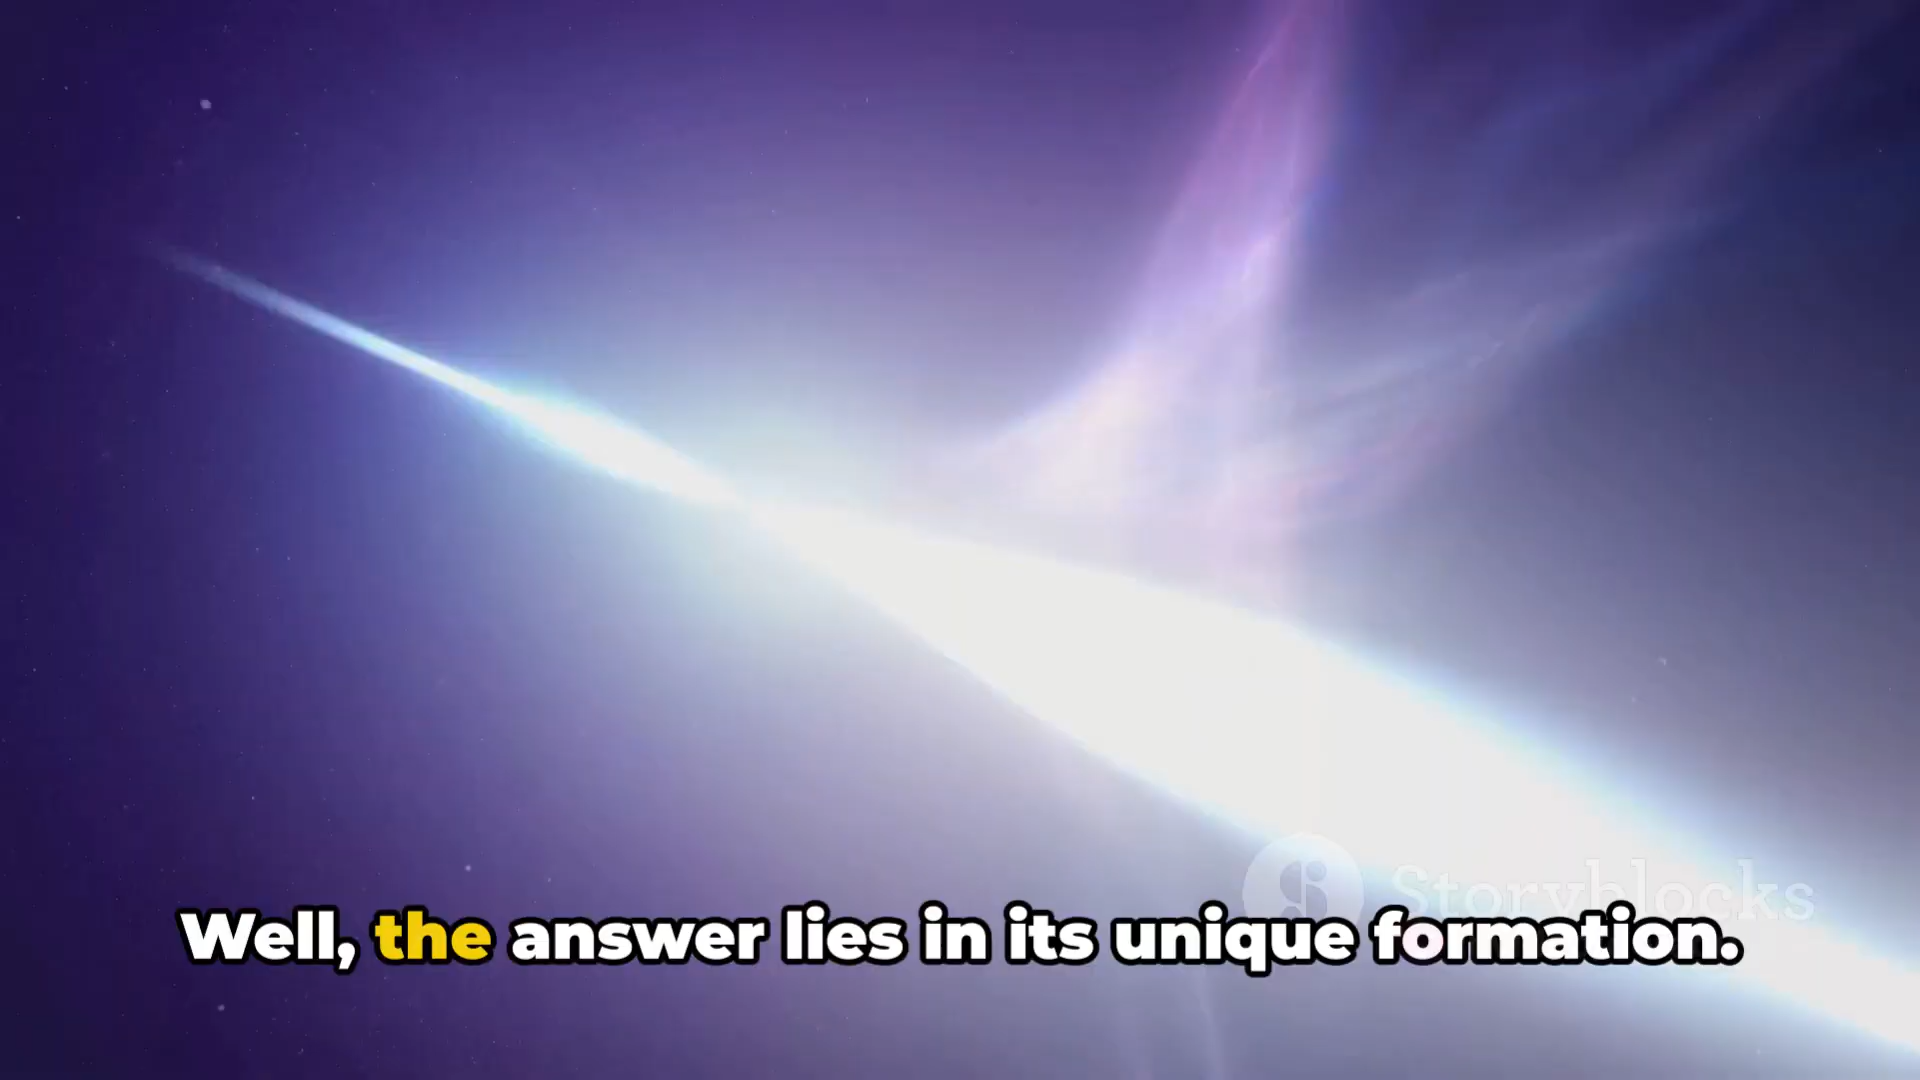 Storyblocks
Well, the answer lies in its unique formation.